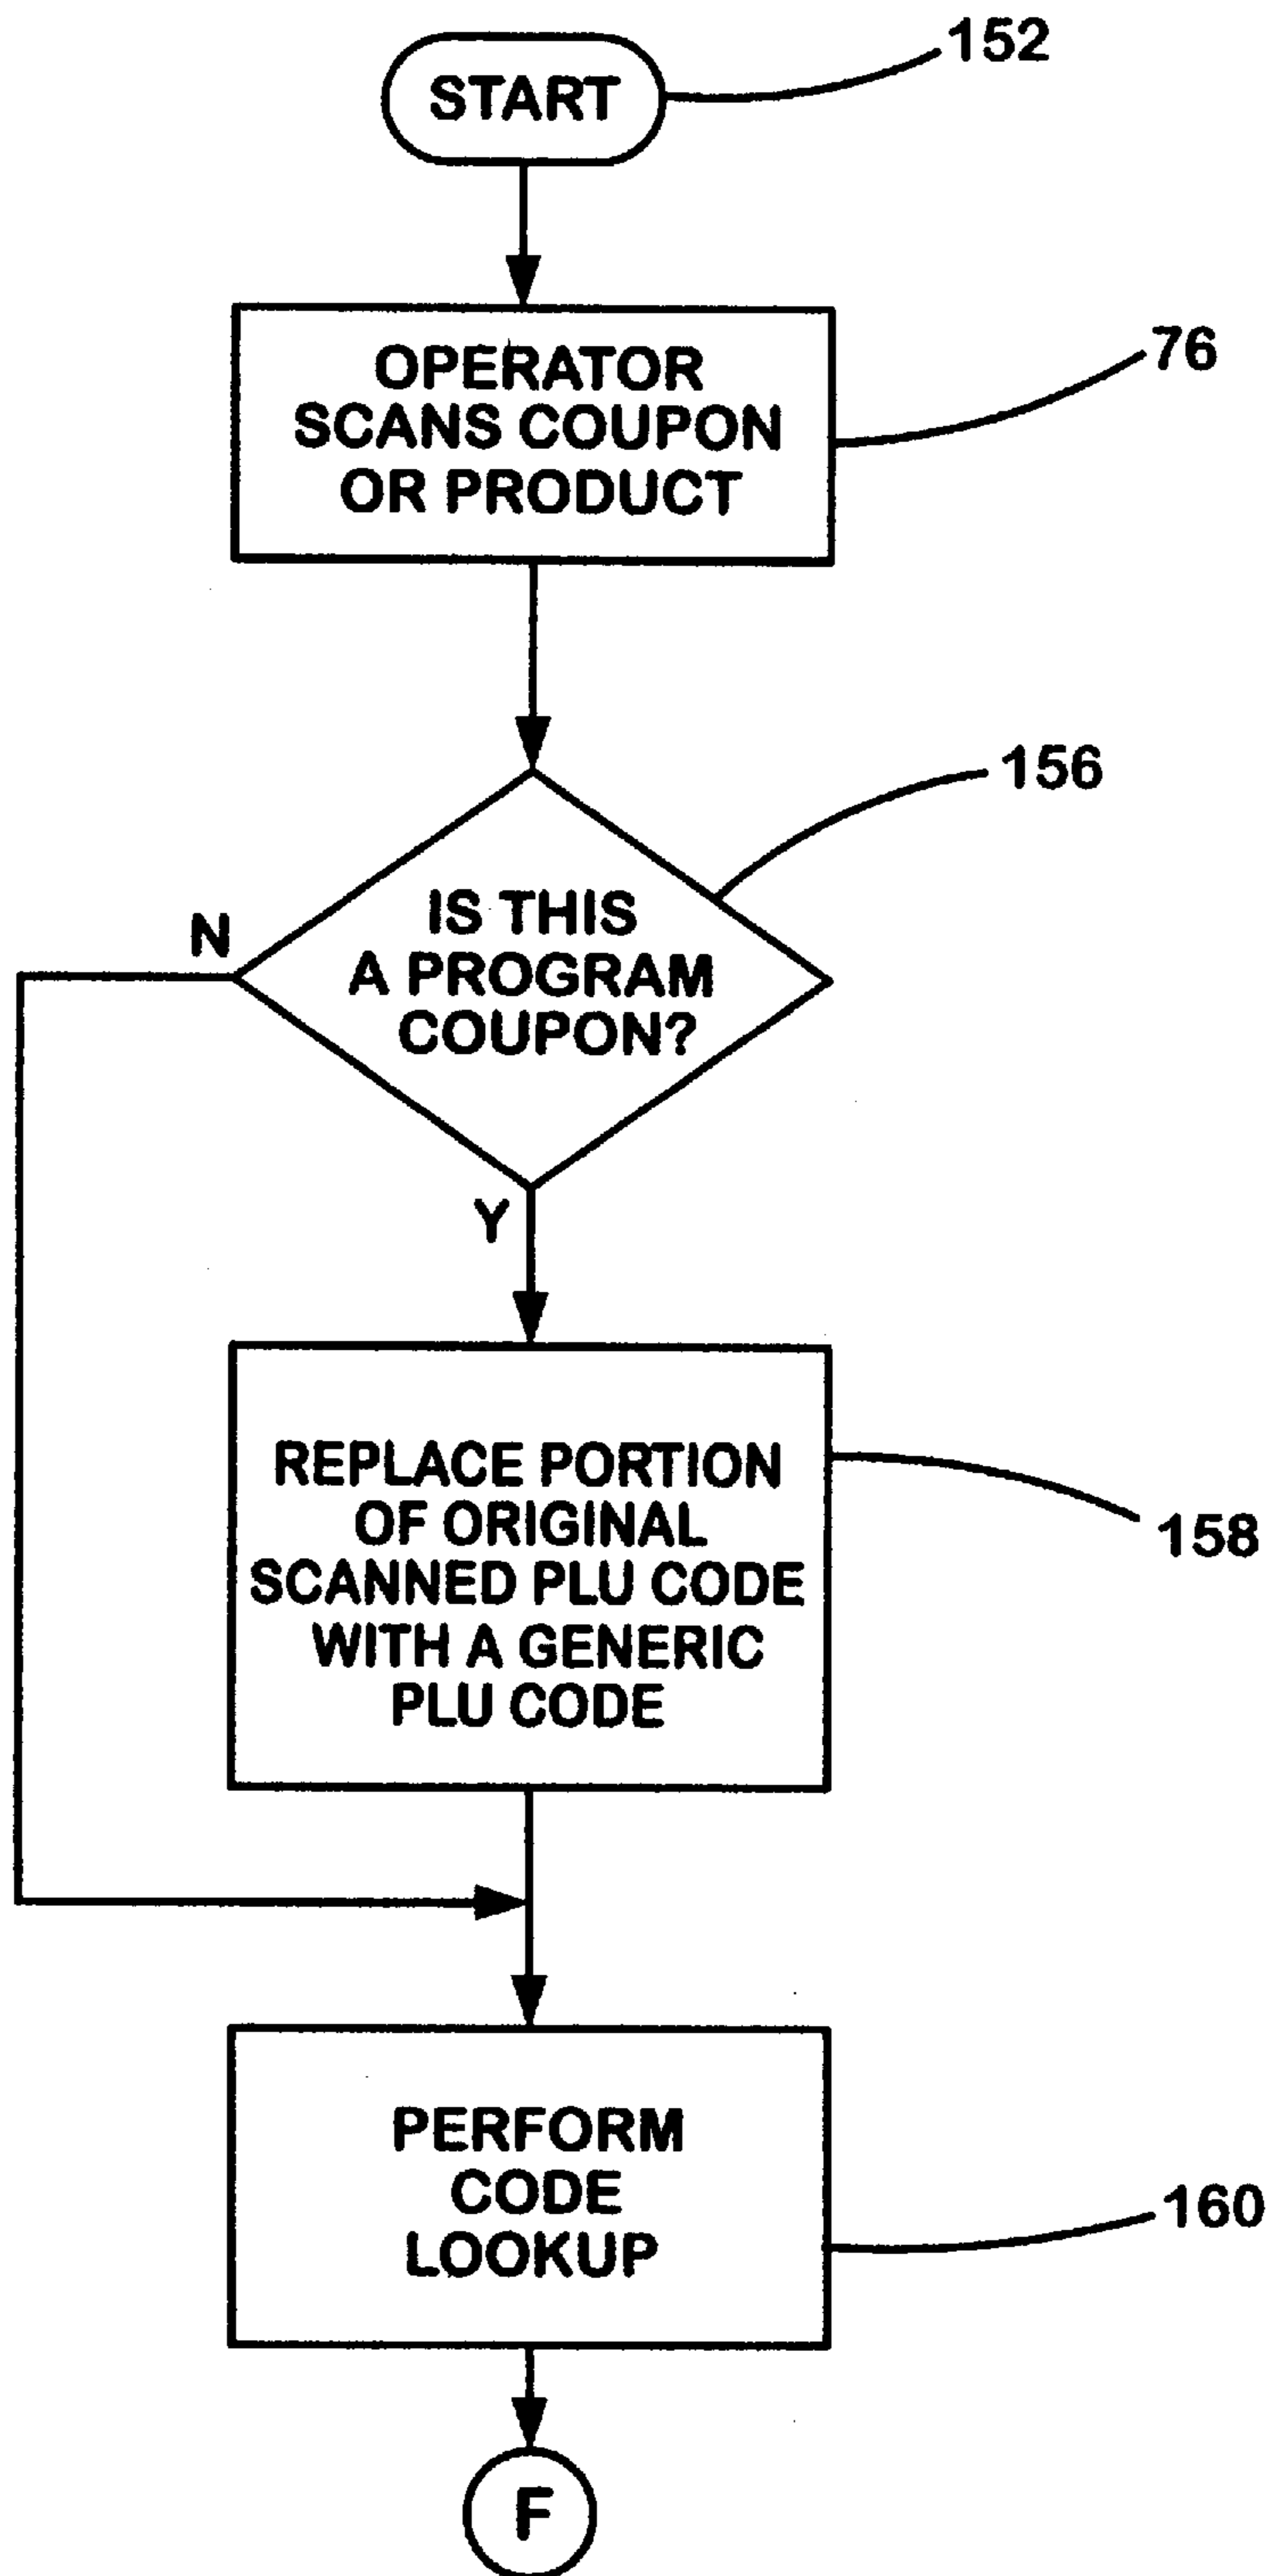 152
START
76
OPERATOR
SCANS COUPON
OR PRODUCT
156
IS THIS
A PROGRAM
COUPON?
N
Y
REPLACE PORTION
OF ORIGINAL
SCANNED PLU CODE
WITH A GENERIC
PLU CODE
158
PERFORM
CODE
LOOKUP
160
F